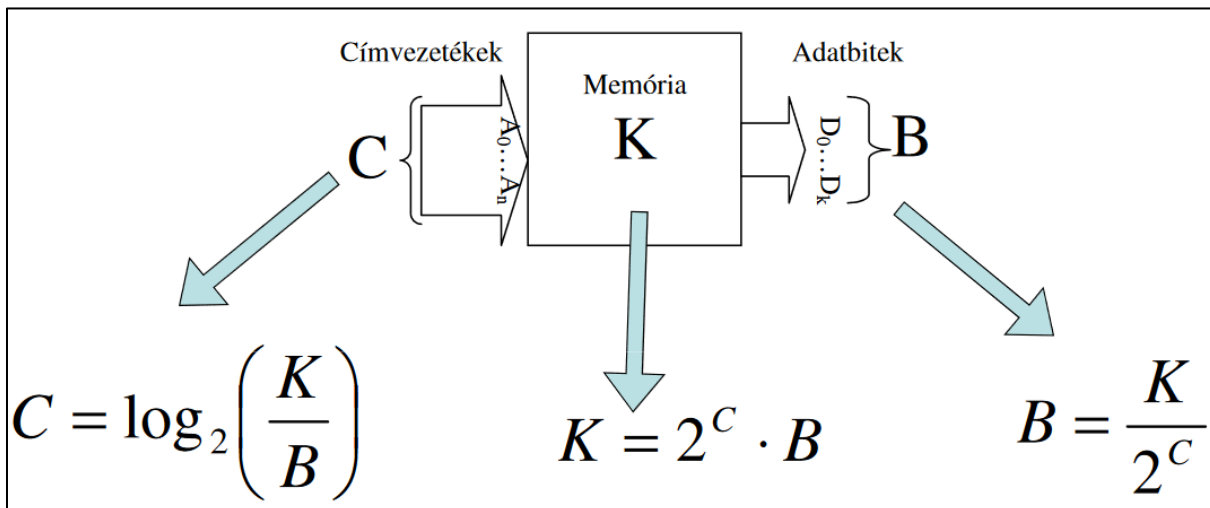 Címvezetékek
Memória
Adatbitek
C
A₀…Aₙ
K
D₀…Dₖ
B
C = log₂(K/B)
K = 2^C · B
B = K/2^C